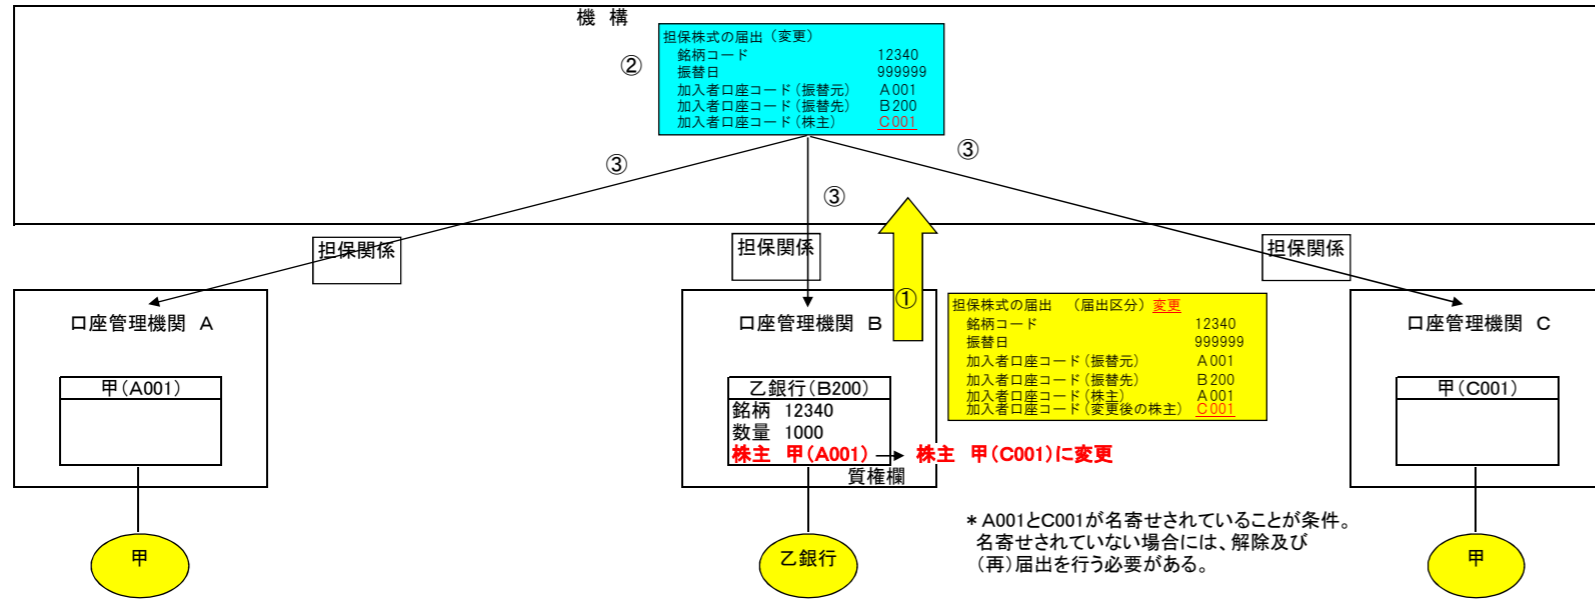 機 構
担保株式の届出（変更）
銘柄コード 12340
振替日 999999
加入者口座コード（振替元） A001
加入者口座コード（振替先） B200
加入者口座コード（株主） C001
②
③
③
③
担保関係
担保関係
担保関係
①
口座管理機関 A
甲（A001）
甲
口座管理機関 B
乙銀行（B200）
銘柄 12340
数量 1000
株主 甲（A001） 株主 甲（C001）に変更
質権欄
乙銀行
担保株式の届出 （届出区分）変更
銘柄コード 12340
振替日 999999
加入者口座コード（振替元） A001
加入者口座コード（振替先） B200
加入者口座コード（株主） A001
加入者口座コード（変更後の株主） C001
口座管理機関 C
甲（C001）
甲
＊A001とC001が名寄せされていることが条件。
名寄せされていない場合には、解除及び
（再）届出を行う必要がある。